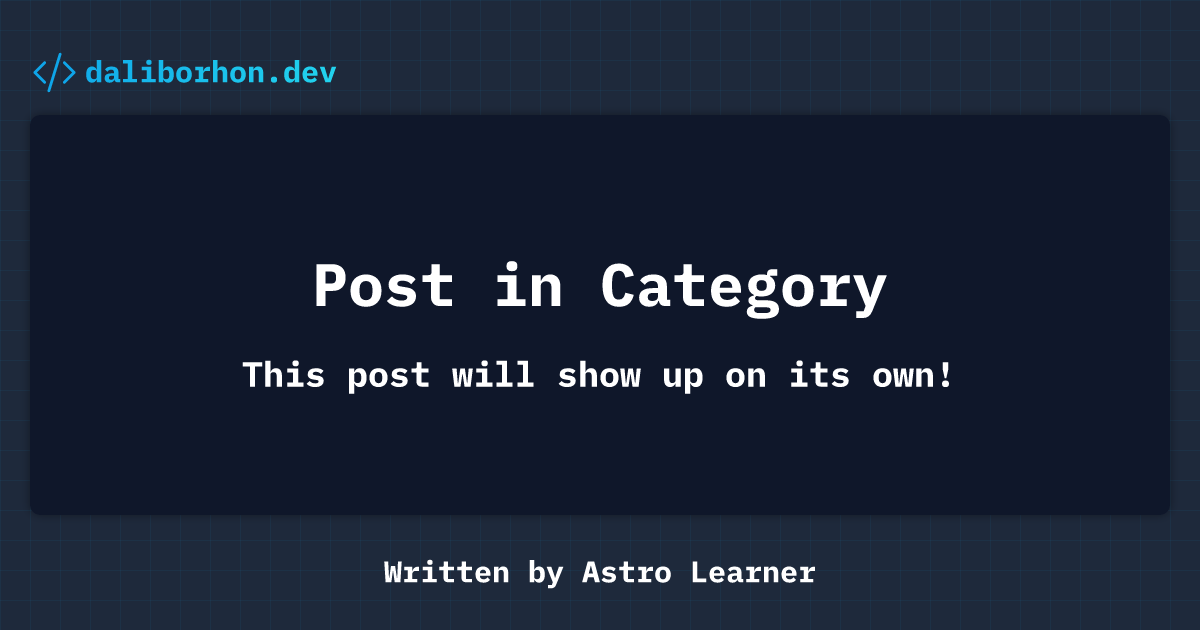 </> daliborhon.dev
Post in Category
This post will show up on its own!
Written by Astro Learner